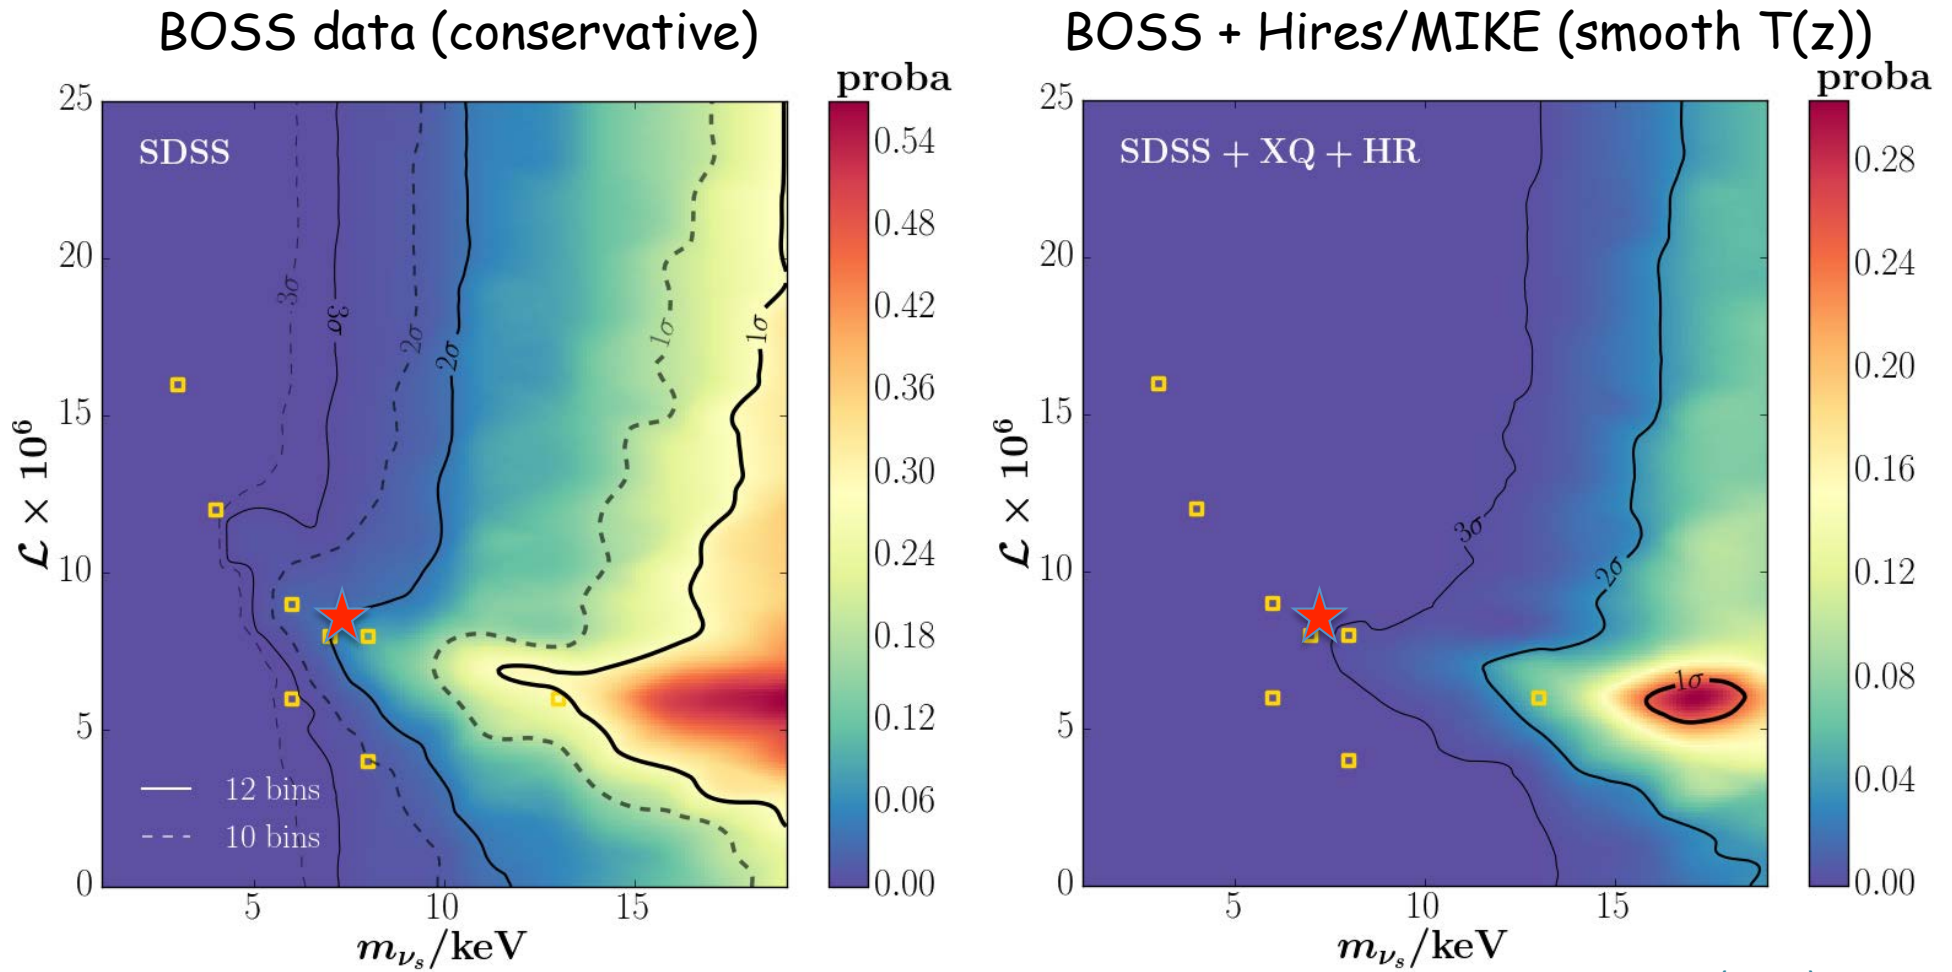 BOSS data (conservative)
proba
SDSS
25
20
15
10
5
0
ℒ × 10⁶
3σ
3σ
2σ
2σ
1σ
1σ
12 bins
10 bins
5
10
15
m_{ν_s}/keV
0.54
0.48
0.42
0.36
0.30
0.24
0.18
0.12
0.06
0.00
BOSS + Hires/MIKE (smooth T(z))
proba
SDSS + XQ + HR
25
20
15
10
5
0
ℒ × 10⁶
3σ
2σ
1σ
5
10
15
m_{ν_s}/keV
0.28
0.24
0.20
0.16
0.12
0.08
0.04
0.00